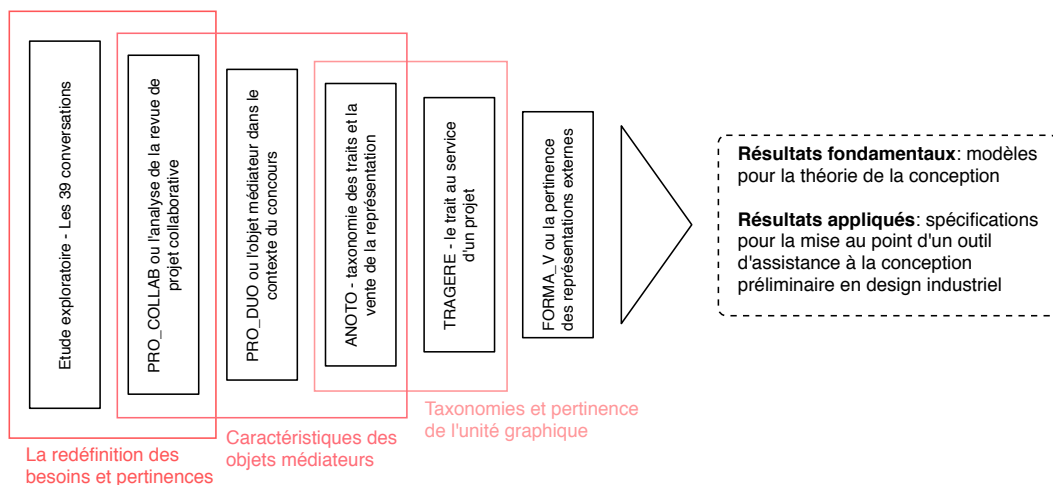 Etude exploratoire - Les 39 conversations
PRO_COLLAB ou l'analyse de la revue de
projet collaborative
PRO_DUO ou l'objet médiateur dans le
contexte du concours
ANOTO - taxonomie des traits et la
vente de la représentation
TRAGERE - le trait au service
d'un projet
FORMA_V ou la pertinence
des représentations externes
Résultats fondamentaux: modèles
pour la théorie de la conception
Résultats appliqués: spécifications
pour la mise au point d'un outil
d'assistance à la conception
préliminaire en design industriel
La redéfinition des
besoins et pertinences
Caractéristiques des
objets médiateurs
Taxonomies et pertinence
de l'unité graphique